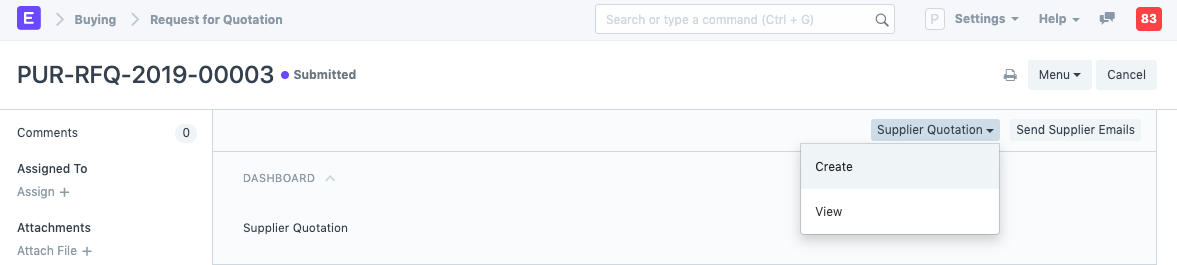 E Buying Request for Quotation Search or type a command (Ctrl + G) P Settings Help 83
PUR-RFQ-2019-00003 Submitted Menu Cancel
Comments 0 Supplier Quotation Send Supplier Emails
Create
Assigned To
DASHBOARD
Assign +
View
Attachments
Supplier Quotation
Attach File +